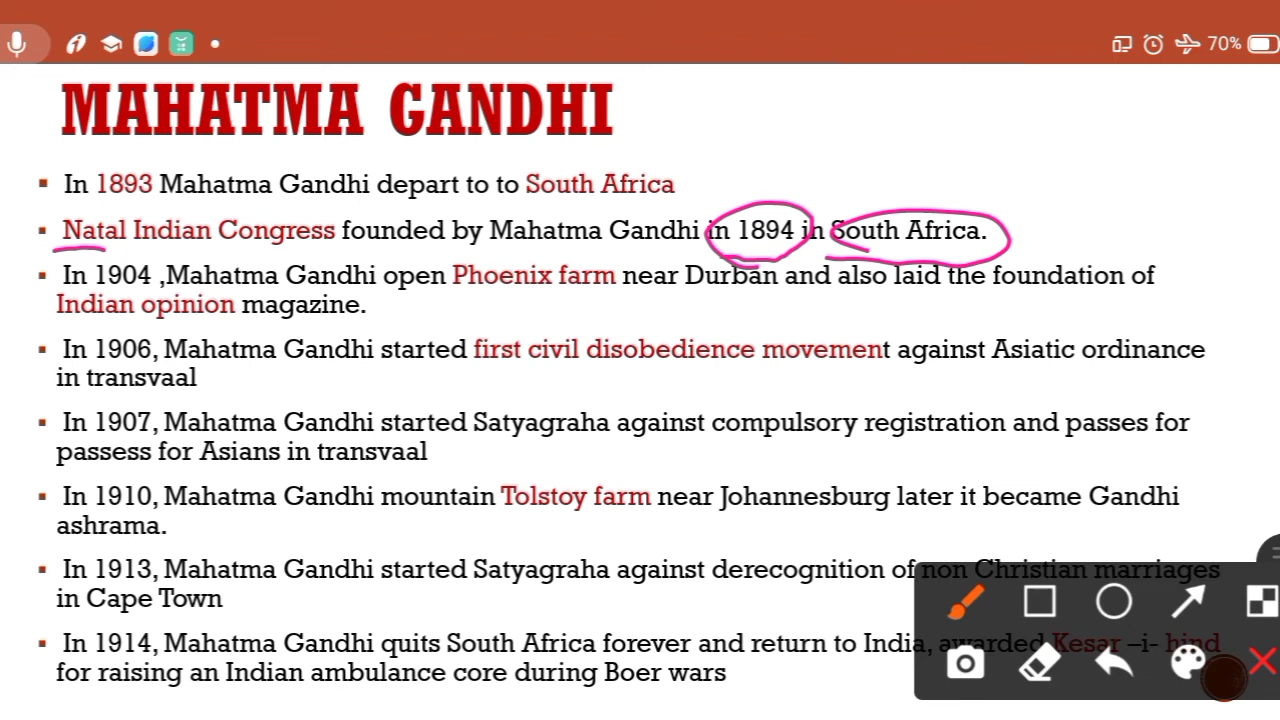 70%
MAHATMA GANDHI
In 1893 Mahatma Gandhi depart to to South Africa
Natal Indian Congress founded by Mahatma Gandhi in 1894 in South Africa.
In 1904 ,Mahatma Gandhi open Phoenix farm near Durban and also laid the foundation of
Indian opinion magazine.
In 1906, Mahatma Gandhi started first civil disobedience movement against Asiatic ordinance
in transvaal
In 1907, Mahatma Gandhi started Satyagraha against compulsory registration and passes for
passess for Asians in transvaal
In 1910, Mahatma Gandhi mountain Tolstoy farm near Johannesburg later it became Gandhi
ashrama.
In 1913, Mahatma Gandhi started Satyagraha against derecognition of non Christian marriages
in Cape Town
In 1914, Mahatma Gandhi quits South Africa forever and return to India, awarded Kesar –i- hind
for raising an Indian ambulance core during Boer wars